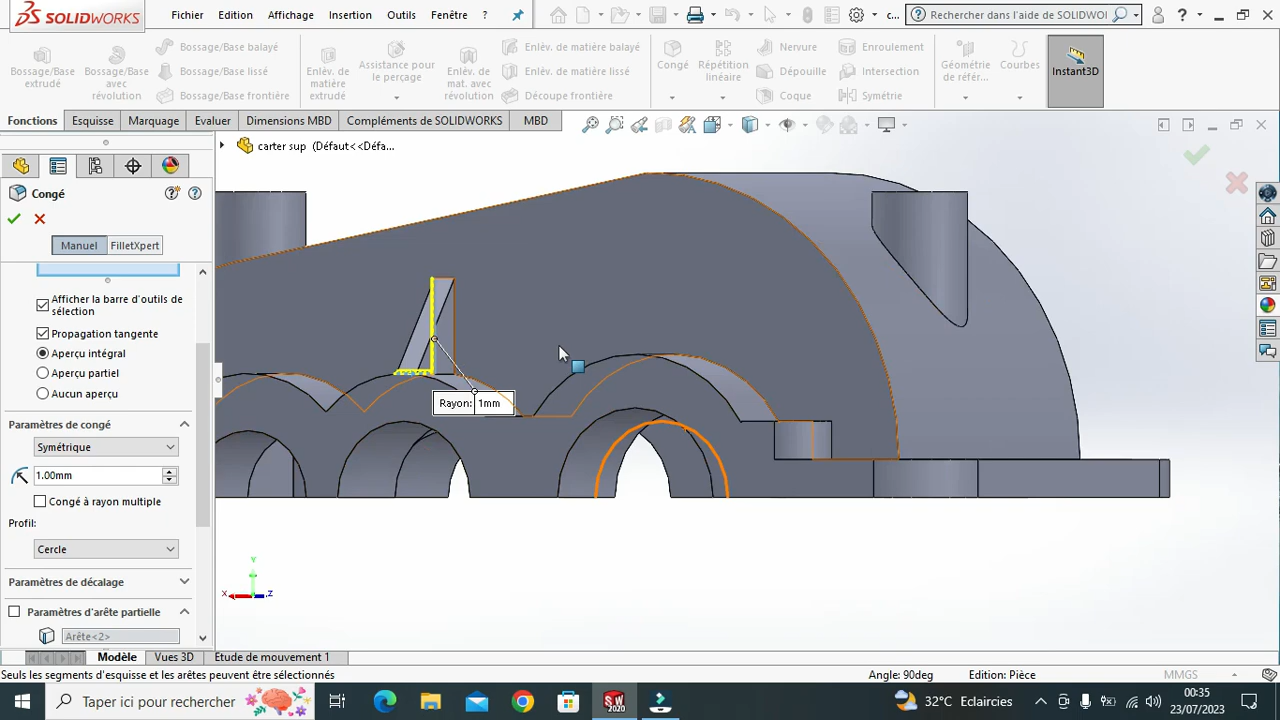 SOLIDWORKS
Fichier Edition Affichage Insertion Outils Fenêtre c... Rechercher dans l'aide de SOLIDWOI
Bossage/Base extrudé
Bossage/Base avec révolution
Bossage/Base balayé
Bossage/Base lissé
Bossage/Base frontière
Enlèv. de matière extrudé
Assistance pour le perçage
Enlèv. de mat. avec révolution
Enlèv. de matière balayé
Enlèv. de matière lissé
Découpe frontière
Congé
Répétition linéaire
Nervure
Dépouille
Coque
Enroulement
Intersection
Symétrie
Géométrie de référ...
Courbes
Instant3D
Fonctions Esquisse Marquage Evaluer Dimensions MBD Compléments de SOLIDWORKS MBD
carter sup (Défaut<<Défa...
Congé
Manuel FilletXpert
Afficher la barre d'outils de
sélection
Propagation tangente
Aperçu intégral
Aperçu partiel
Aucun aperçu
Paramètres de congé
Symétrique
1.00mm
Congé à rayon multiple
Profil:
Cercle
Paramètres de décalage
Paramètres d'arête partielle
Arête<2>
Rayon: 1mm
Y
X
Z
Modèle Vues 3D Etude de mouvement 1
Seuls les segments d'esquisse et les arêtes peuvent être sélectionnés Angle: 90deg Edition: Pièce MMGS
Taper ici pour rechercher
SW
2020
32°C Eclaircies
00:35
23/07/2023